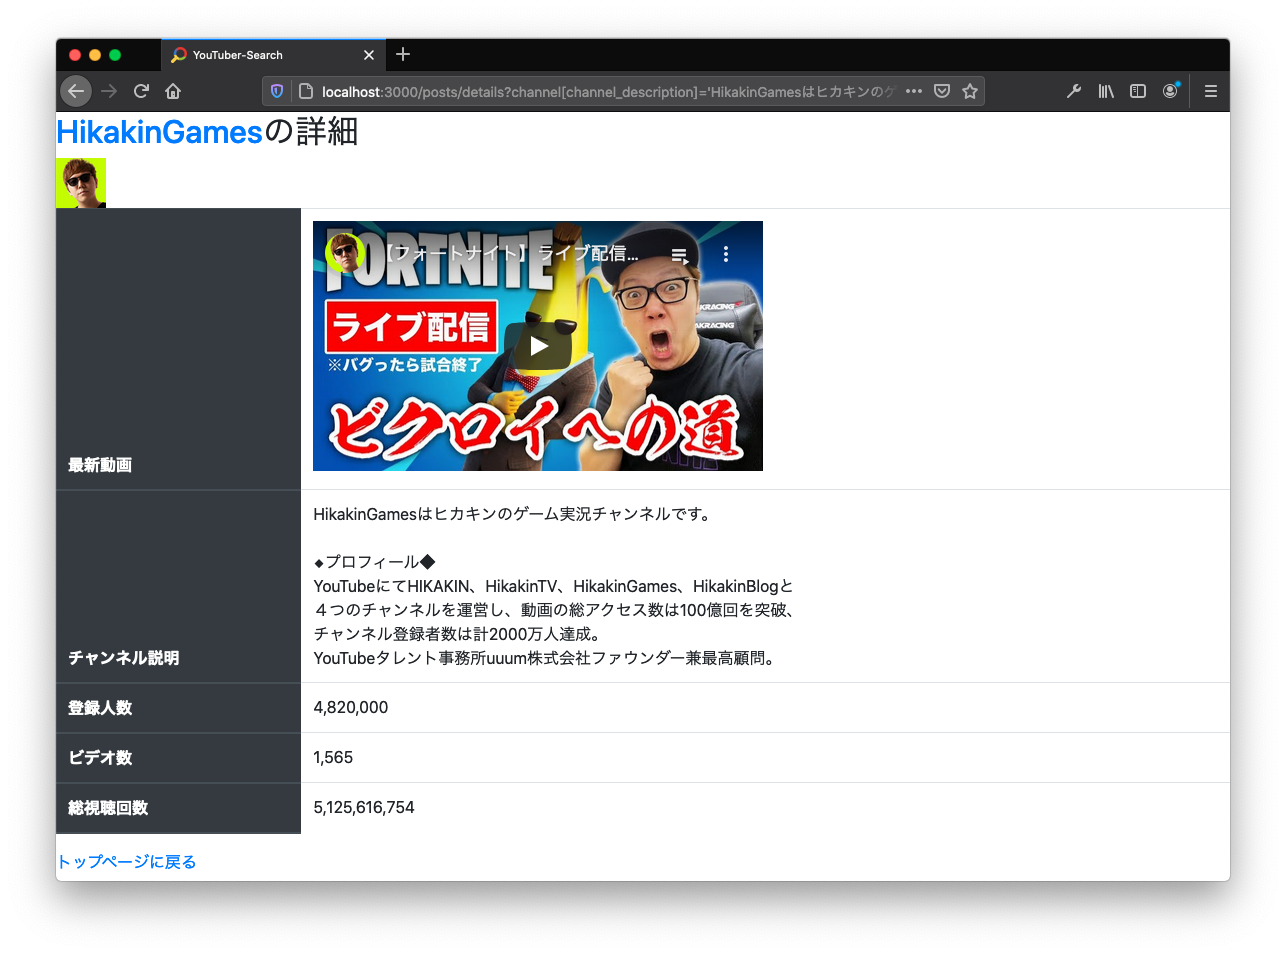 YouTuber-Search
localhost:3000/posts/details?channel[channel_description]='HikakinGamesはヒカキンのゲ
HikakinGamesの詳細
最新動画
【フォートナイト】ライブ配信...
FORTNITE
ライブ配信
※バグったら試合終了
ビクロイへの道
AKRACING
AKRACING
チャンネル説明
HikakinGamesはヒカキンのゲーム実況チャンネルです。
◆プロフィール◆
YouTubeにてHIKAKIN、HikakinTV、HikakinGames、HikakinBlogと
４つのチャンネルを運営し、動画の総アクセス数は100億回を突破、
チャンネル登録者数は計2000万人達成。
YouTubeタレント事務所uuum株式会社ファウンダー兼最高顧問。
登録人数
4,820,000
ビデオ数
1,565
総視聴回数
5,125,616,754
トップページに戻る